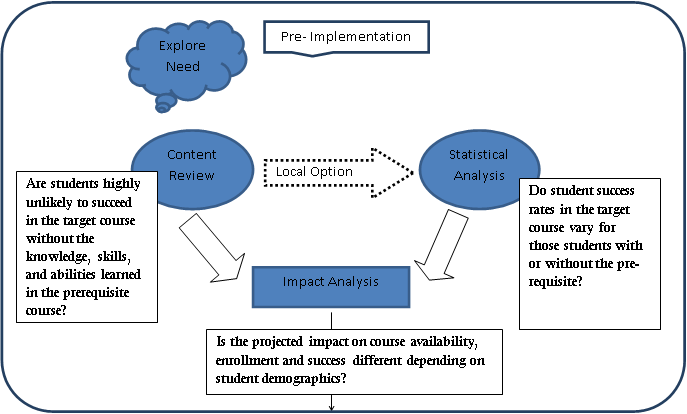 Explore
Need
Pre- Implementation
Content
Review
Local Option
Statistical
Analysis
Are students highly
unlikely to succeed
in the target course
without the
knowledge, skills,
and abilities learned
in the prerequisite
course?
Do student success
rates in the target
course vary for
those students with
or without the pre-
requisite?
Impact Analysis
Is the projected impact on course availability,
enrollment and success different depending on
student demographics?